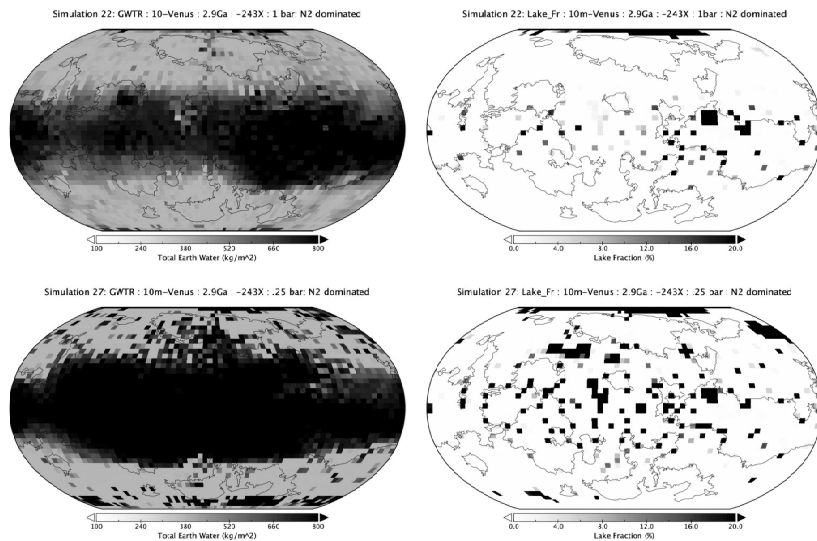 Simulation 22: GWTR : 10-Venus : 2.9Ga : -243X : 1 bar: N2 dominated
Simulation 22: Lake_Fr : 10m-Venus : 2.9Ga : -243X : 1bar : N2 dominated
100 240 380 520 660 800
Total Earth Water (kg/m^2)
0.0 4.0 8.0 12.0 16.0 20.0
Lake Fraction (%)
Simulation 27: GWTR : 10m-Venus : 2.9Ga : -243X : .25 bar: N2 dominated
Simulation 27: Lake_Fr : 10m-Venus : 2.9Ga : -243X : .25 bar : N2 dominated
100 240 380 520 660 800
Total Earth Water (kg/m^2)
0.0 4.0 8.0 12.0 16.0 20.0
Lake Fraction (%)